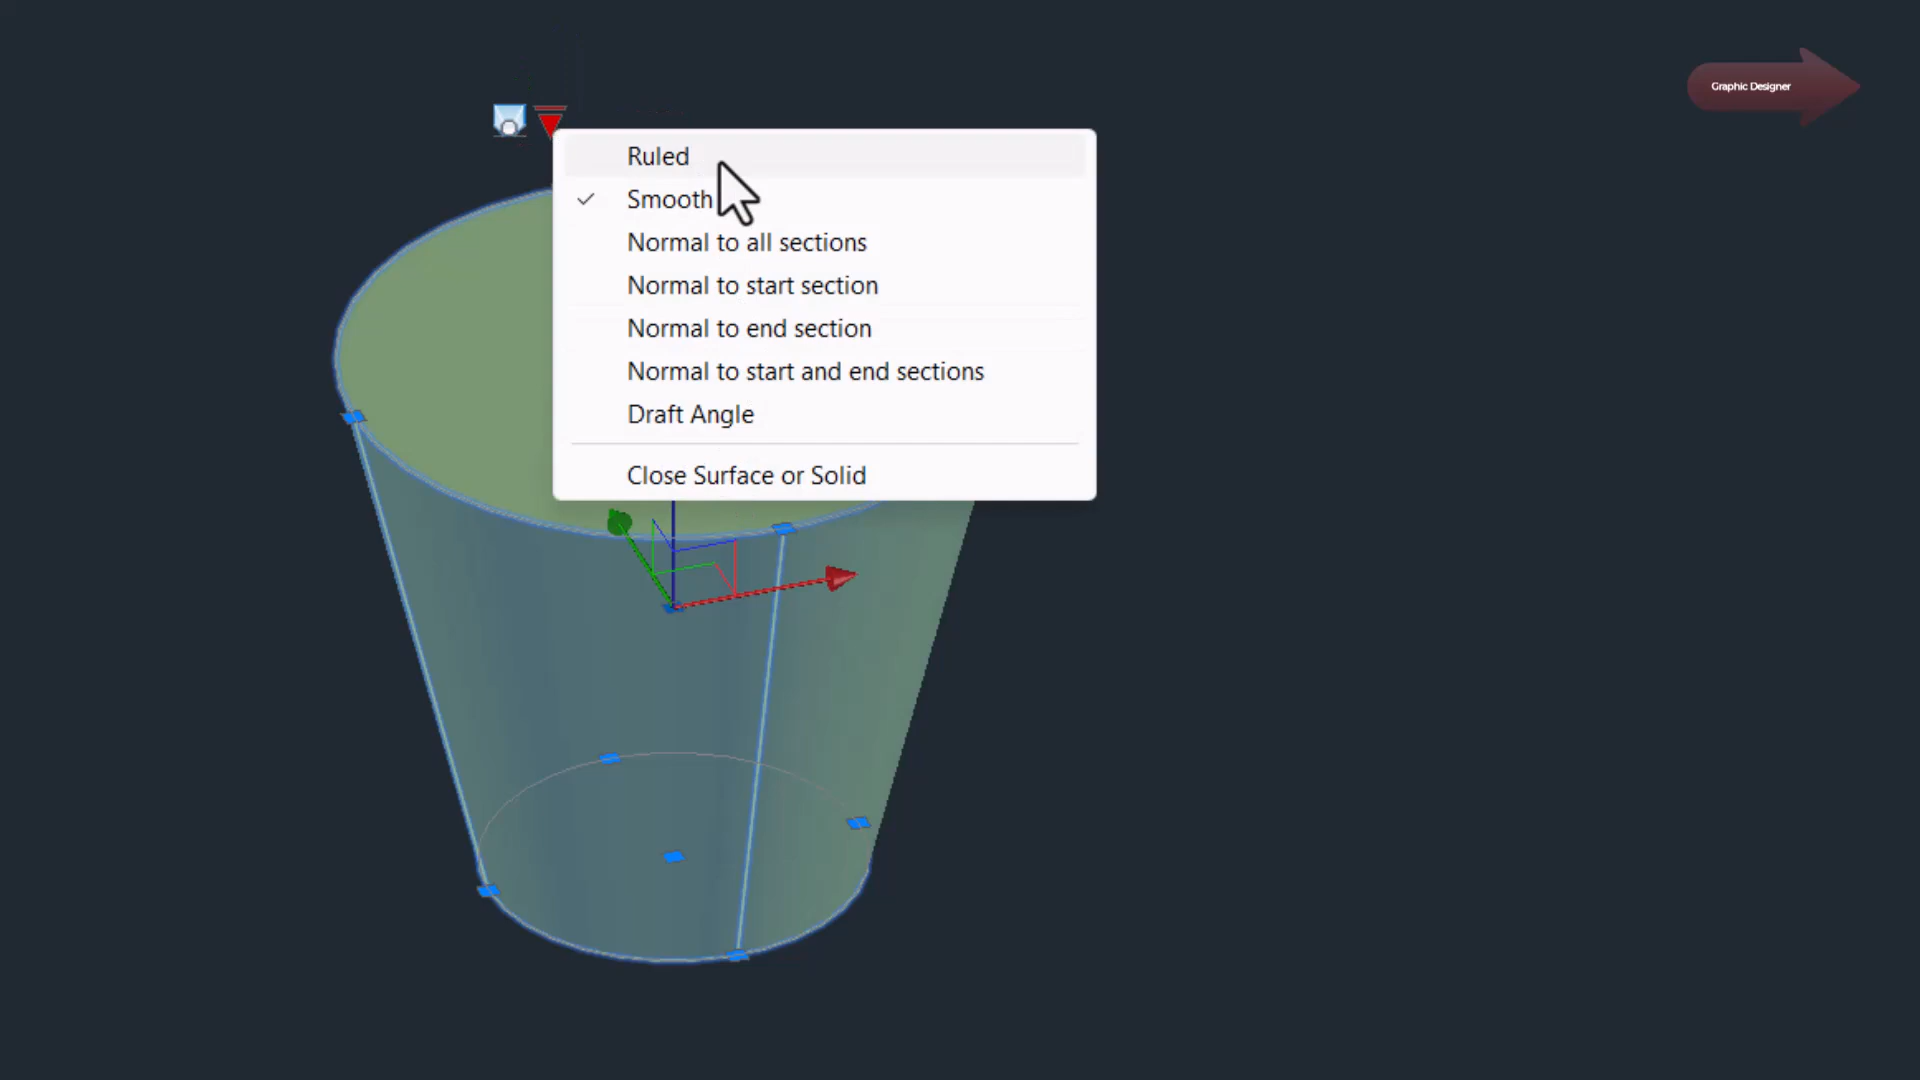 Graphic Designer
Ruled
Smooth
Normal to all sections
Normal to start section
Normal to end section
Normal to start and end sections
Draft Angle
Close Surface or Solid